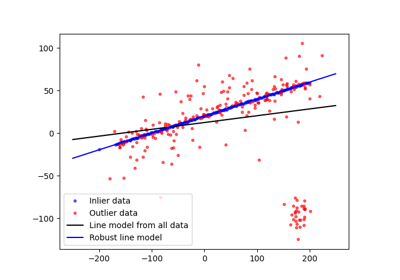 100
50
0
−50
−100
Inlier data
Outlier data
Line model from all data
Robust line model
−200
−100
0
100
200